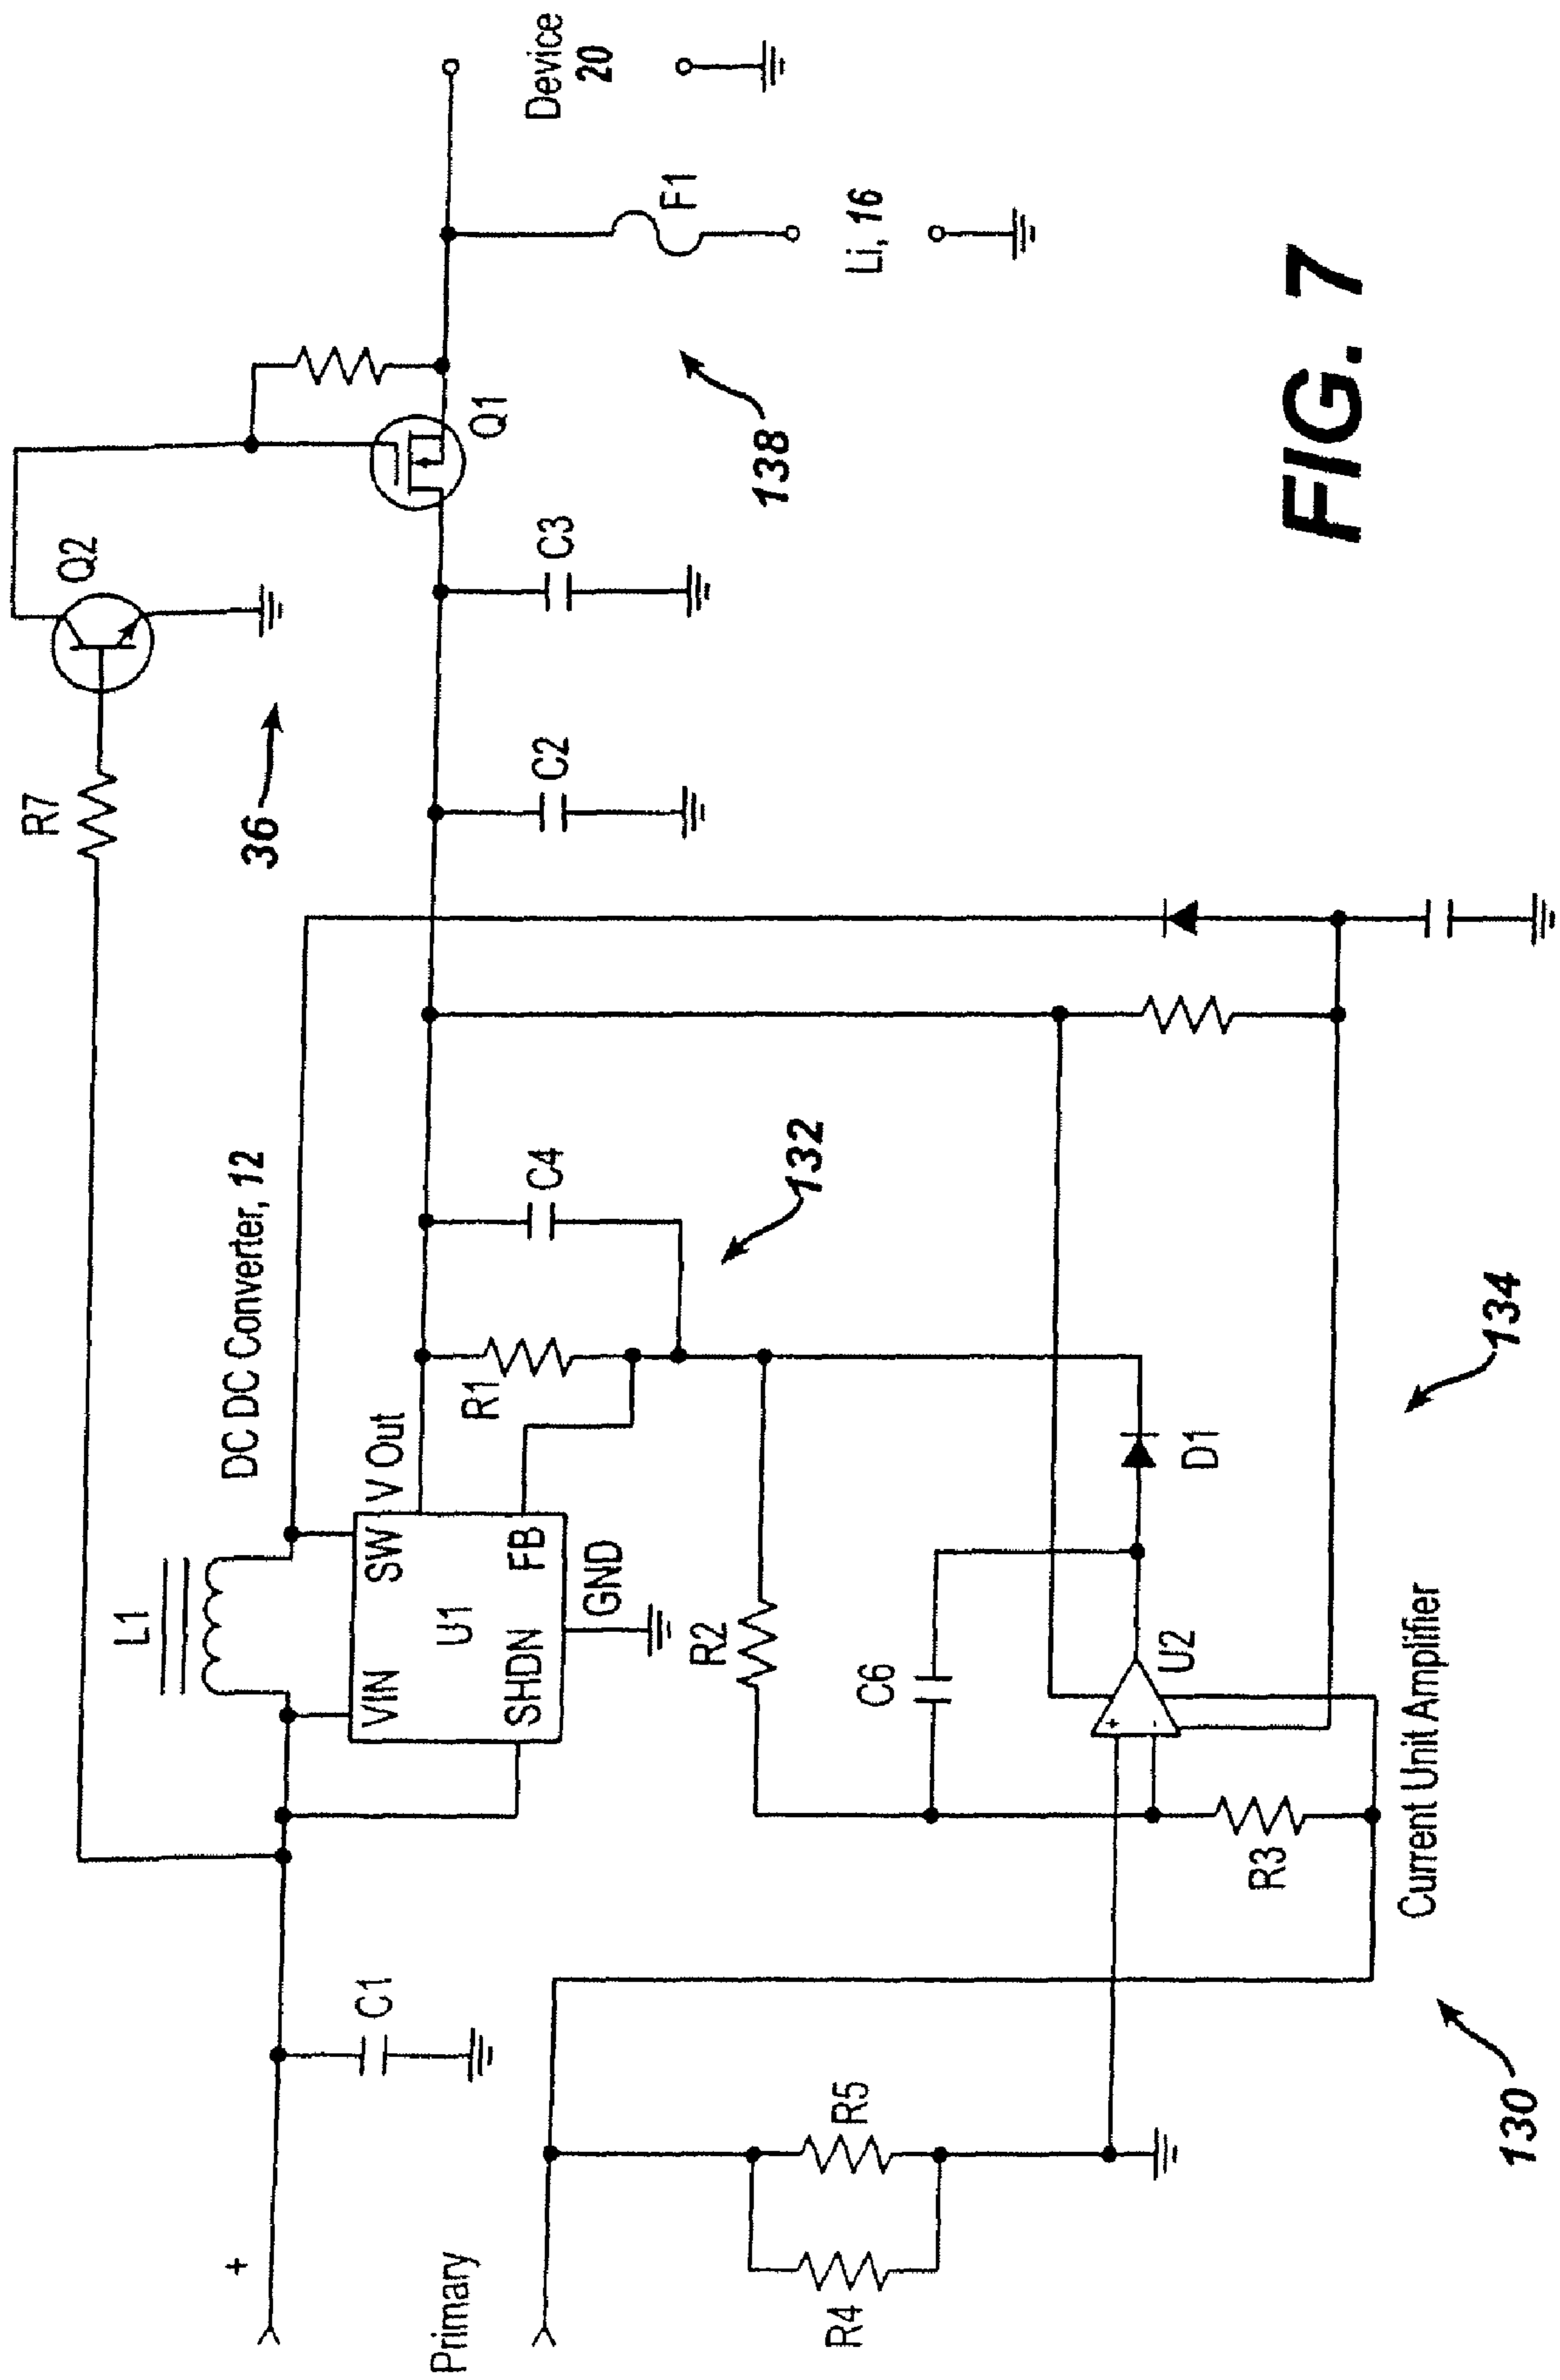 +
Primary
R4
R5
C1
L1
DC DC Converter, 12
VIN
SW
V Out
U1
SHDN
FB
GND
R1
C4
132
R2
C6
+
-
U2
D1
R3
Current Unit Amplifier
130
134
R7
Q2
36
C2
C3
Q1
138
F1
Li, 16
Device
20
FIG. 7